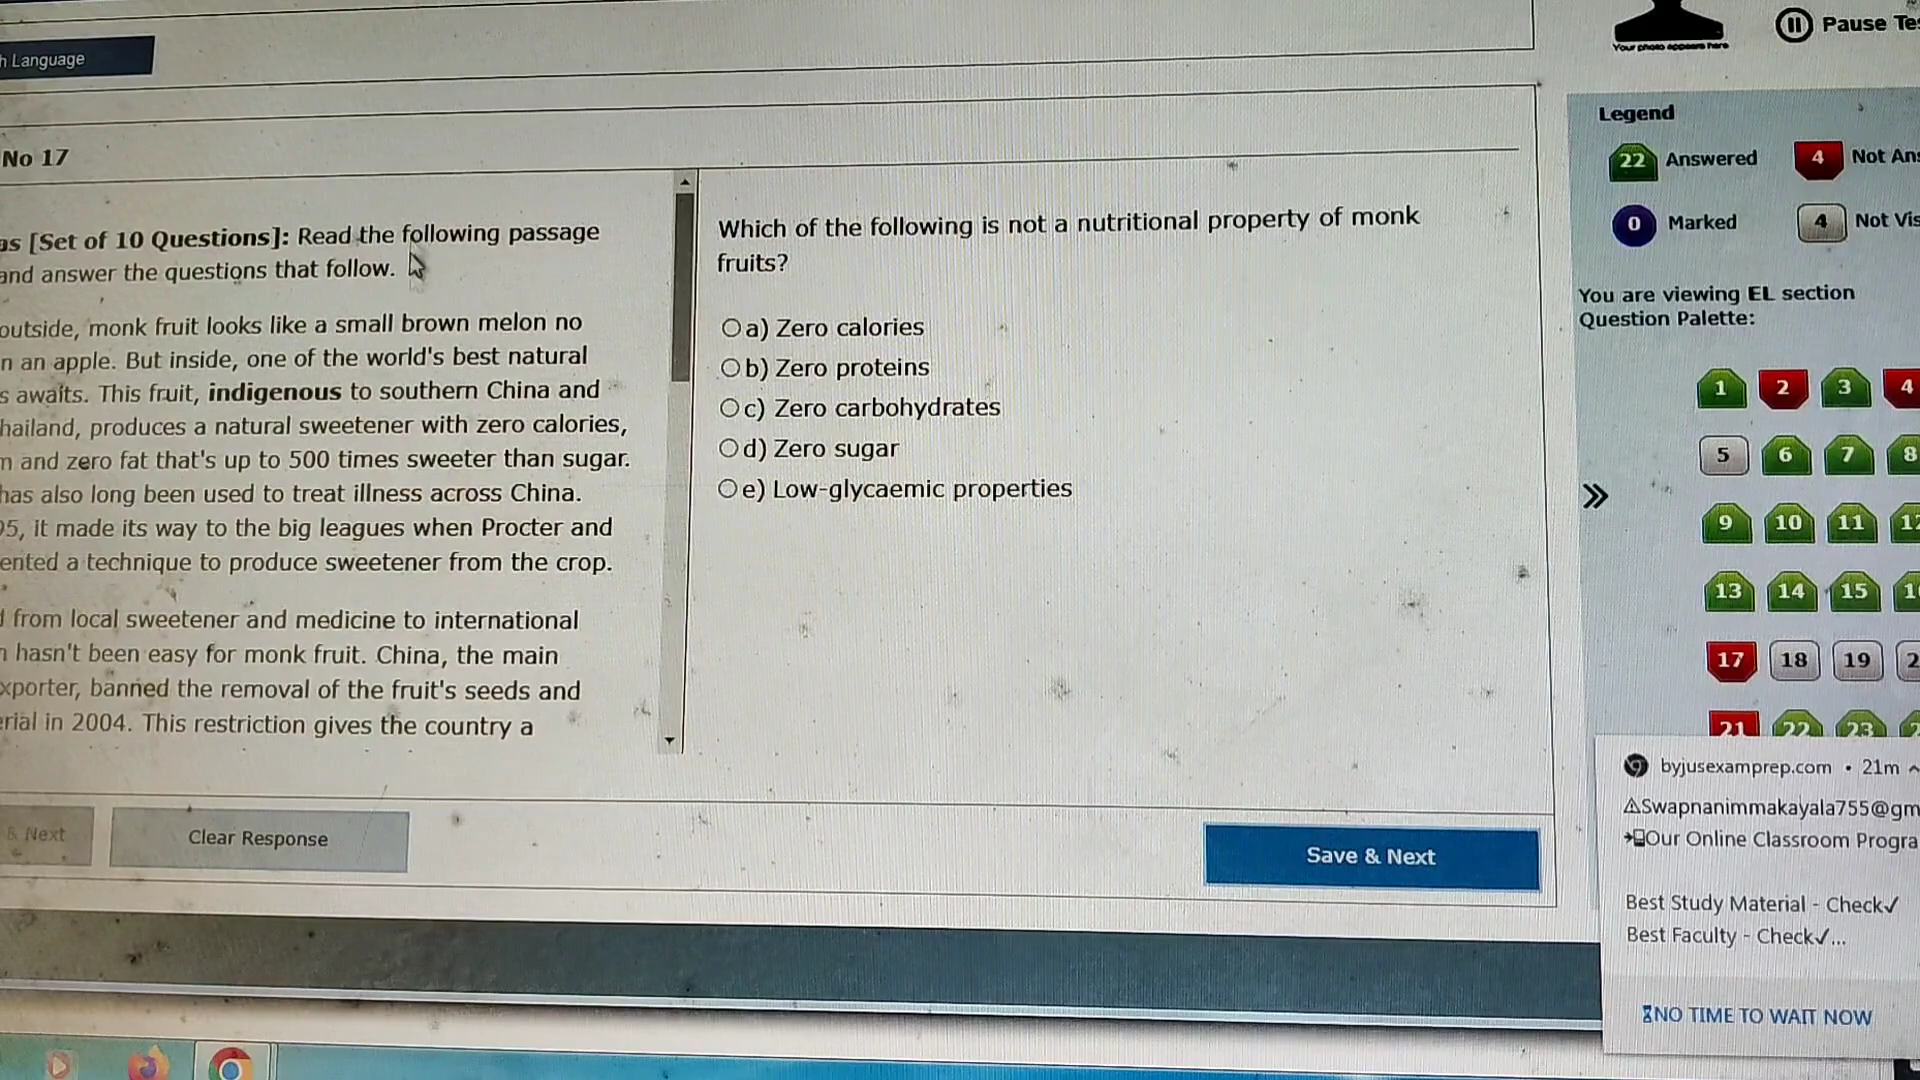 Your photo appears here
Pause Tes
h Language
Legend
22 Answered
4 Not Ans
0 Marked
4 Not Vis
No 17
as [Set of 10 Questions]: Read the following passage
and answer the questions that follow.
outside, monk fruit looks like a small brown melon no
n an apple. But inside, one of the world's best natural
s awaits. This fruit, indigenous to southern China and
hailand, produces a natural sweetener with zero calories,
m and zero fat that's up to 500 times sweeter than sugar.
has also long been used to treat illness across China.
95, it made its way to the big leagues when Procter and
ented a technique to produce sweetener from the crop.
d from local sweetener and medicine to international
n hasn't been easy for monk fruit. China, the main
xporter, banned the removal of the fruit's seeds and
erial in 2004. This restriction gives the country a
Which of the following is not a nutritional property of monk
fruits?
a) Zero calories
b) Zero proteins
c) Zero carbohydrates
d) Zero sugar
e) Low-glycaemic properties
You are viewing EL section
Question Palette:
1 2 3 4
5 6 7 8
9 10 11 12
13 14 15 1
17 18 19 2
21 22 23 2
& Next
Clear Response
Save & Next
byjusexamprep.com • 21m
⚠Swapnanimmakayala755@gm
Our Online Classroom Progra
Best Study Material - Check✓
Best Faculty - Check✓...
⌛NO TIME TO WAIT NOW